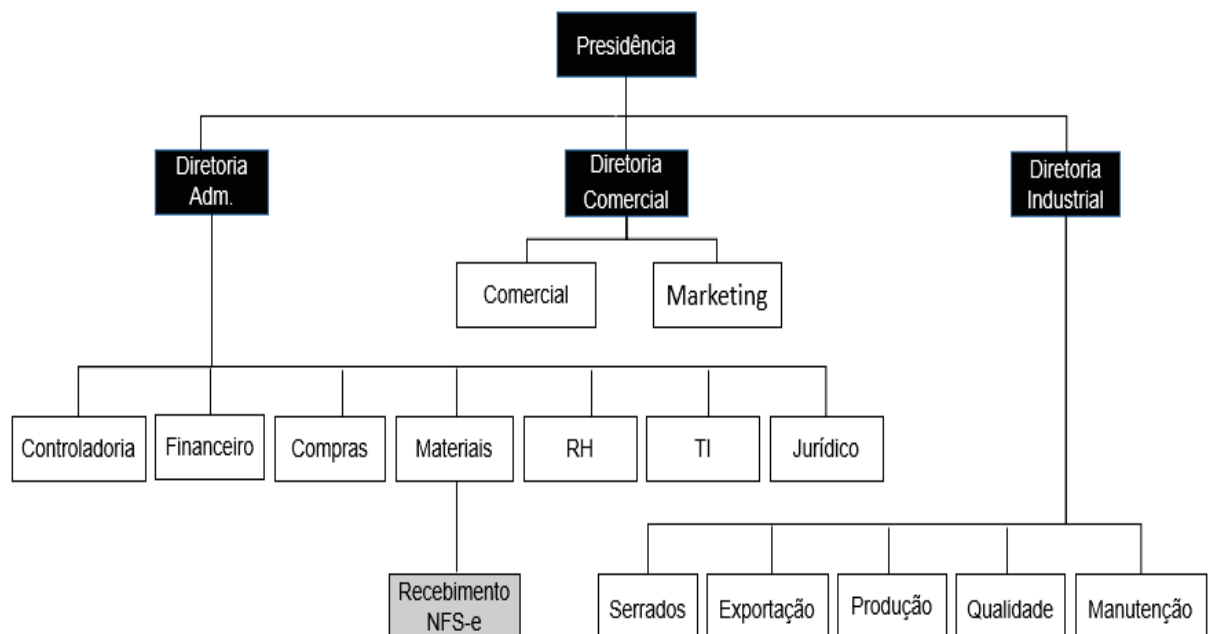 Presidência
Diretoria
Adm.
Diretoria
Comercial
Diretoria
Industrial
Comercial
Marketing
Controladoria
Financeiro
Compras
Materiais
RH
TI
Jurídico
Recebimento
NFS-e
Serrados
Exportação
Produção
Qualidade
Manutenção